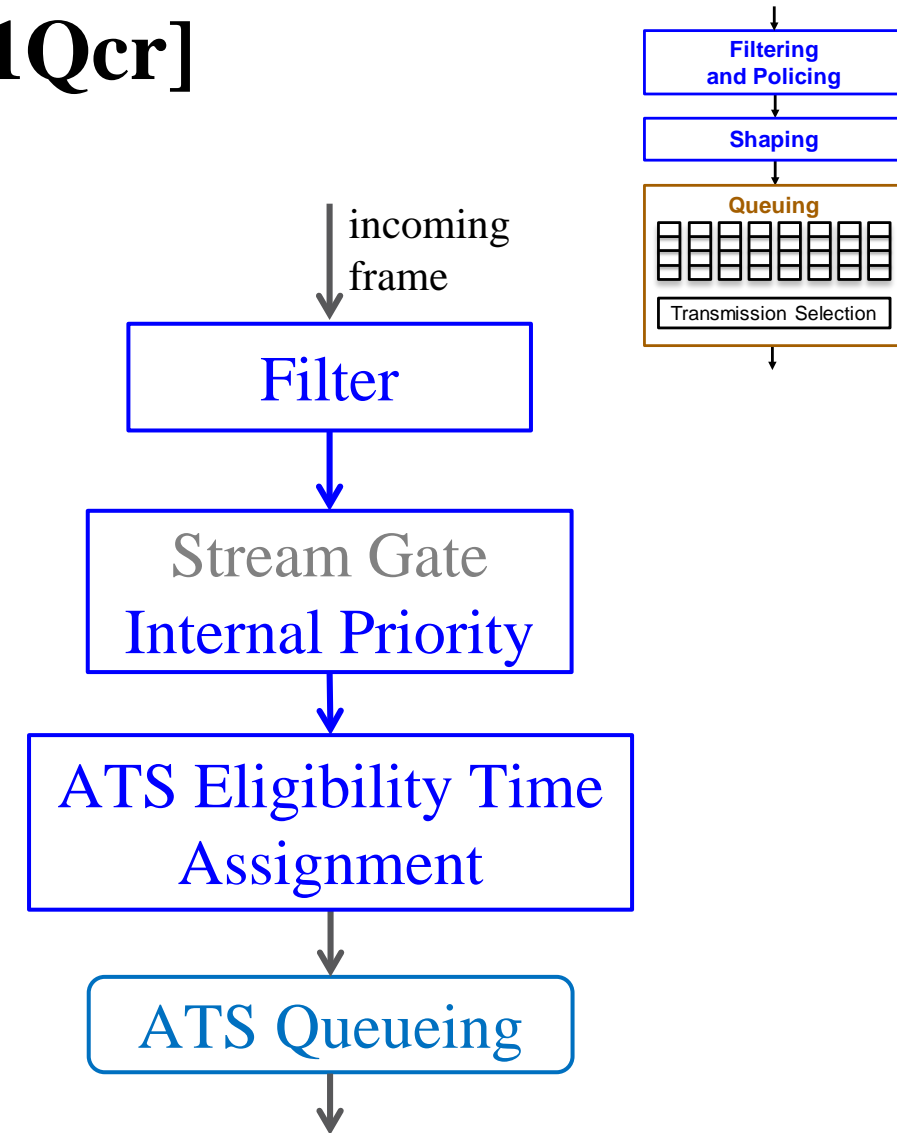 1Qcr]
Filtering
and Policing
Shaping
Queuing
Transmission Selection
incoming
frame
Filter
Stream Gate
Internal Priority
ATS Eligibility Time
Assignment
ATS Queueing